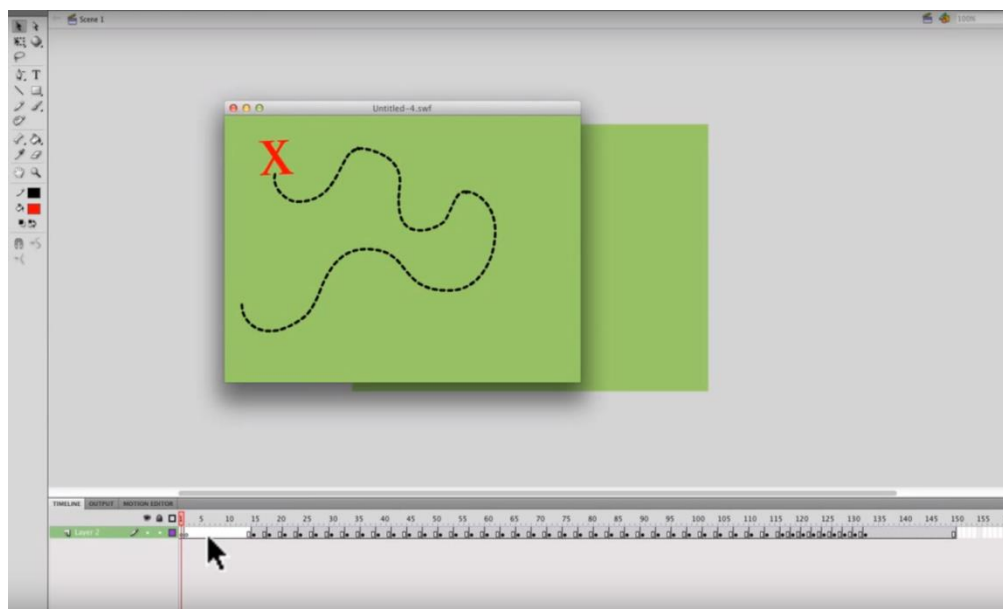 Scene 1
100%
Untitled-4.swf
X
T
TIMELINE OUTPUT MOTION EDITOR
5 10 15 20 25 30 35 40 45 50 55 60 65 70 75 80 85 90 95 100 105 110 115 120 125 130 135 140 145 150 155
Layer 2